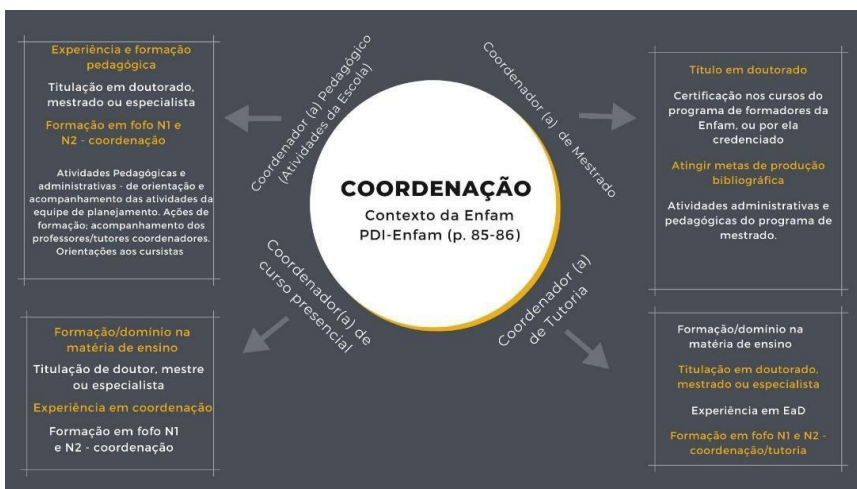 Experiência e formação
pedagógica
Titulação em doutorado,
mestrado ou especialista
Formação em fofo N1 e
N2 - coordenação
Atividades Pedagógicas e
administrativas - de orientação e
acompanhamento das atividades da
equipe de planejamento. Ações de
formação; acompanhamento dos
professores/tutores coordenadores.
Orientações aos cursistas
Coordenador (a) Pedagógico
(Atividades da Escola)
Coordenador (a) de Mestrado
Título em doutorado
Certificação nos cursos do
programa de formadores da
Enfam, ou por ela
credenciado
Atingir metas de produção
bibliográfica
Atividades administrativas e
pedagógicas do programa de
mestrado.
COORDENAÇÃO
Contexto da Enfam
PDI-Enfam (p. 85-86)
Coordenador(a) de
curso presencial
Coordenador (a)
de Tutoria
Formação/domínio na
matéria de ensino
Titulação de doutor, mestre
ou especialista
Experiência em coordenação
Formação em fofo N1
e N2 - coordenação
Formação/domínio na
matéria de ensino
Titulação em doutorado,
mestrado ou especialista
Experiência em EaD
Formação em fofo N1 e N2 -
coordenação/tutoria